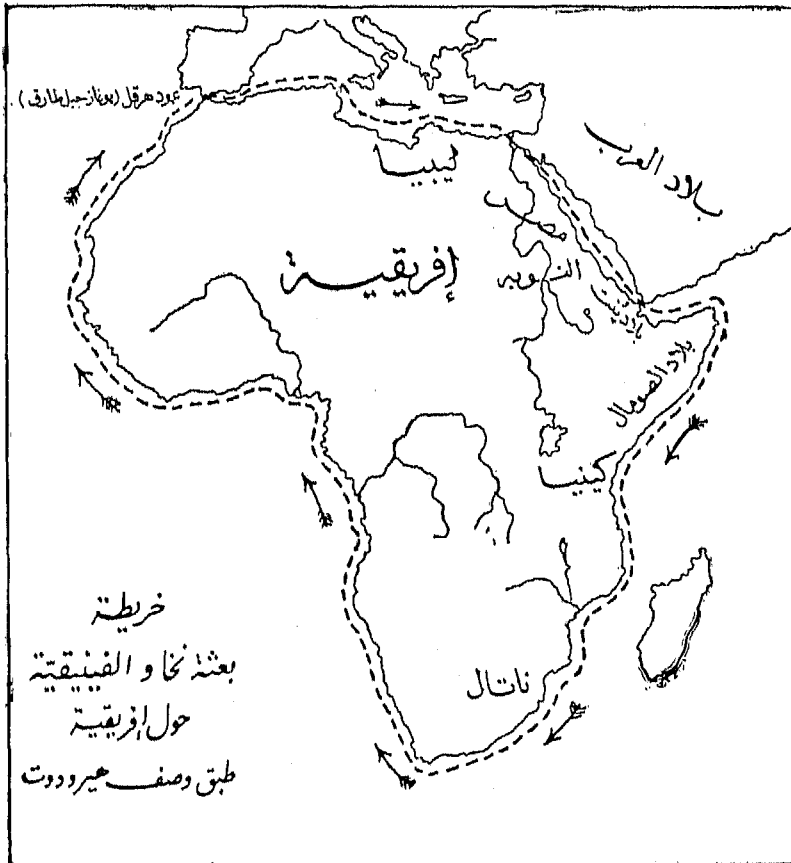 عمود هرقل (بوغاز جبل طارق).
ليبيا
بلاد العرب
مصر
إفريقية
النوبه
بلاد الصومال
كينيا
ناتال
خريطة
بعثة نخاو الفينيقية
حول إفريقية
طبق وصف هيرودوت